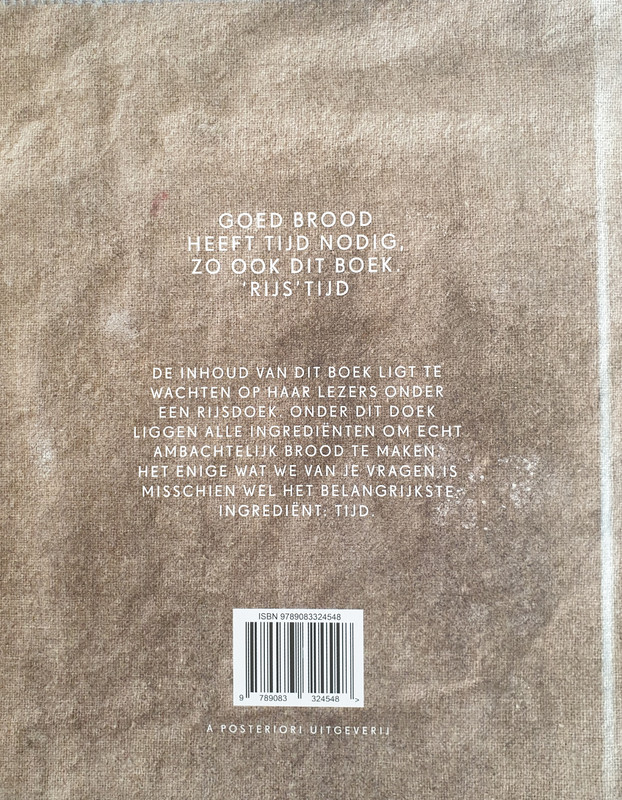 GOED BROOD
HEEFT TIJD NODIG,
ZO OOK DIT BOEK.
'RIJS'TIJD
DE INHOUD VAN DIT BOEK LIGT TE
WACHTEN OP HAAR LEZERS ONDER
EEN RIJSDOEK. ONDER DIT DOEK
LIGGEN ALLE INGREDIËNTEN OM ECHT
AMBACHTELIJK BROOD TE MAKEN.
HET ENIGE WAT WE VAN JE VRAGEN IS
MISSCHIEN WEL HET BELANGRIJKSTE
INGREDIËNT: TIJD.
ISBN 9789083324548
9 789083 324548 >
A POSTERIORI UITGEVERIJ